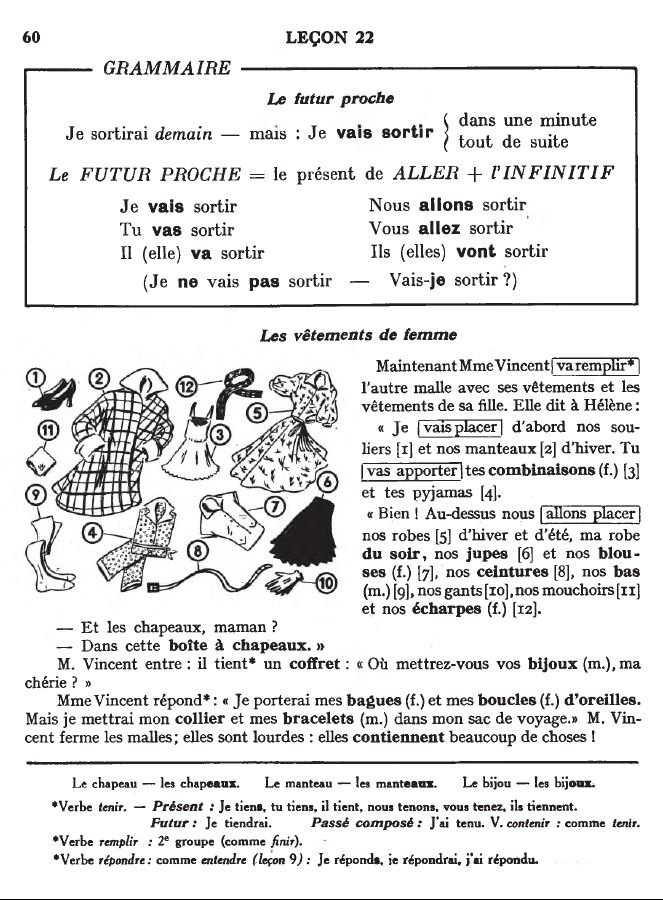 60
LEÇON 22
GRAMMAIRE
Le futur proche
Je sortirai demain — mais : Je vais sortir { dans une minute
tout de suite
Le FUTUR PROCHE = le présent de ALLER + l'INFINITIF
Je vais sortir
Tu vas sortir
Il (elle) va sortir
Nous allons sortir
Vous allez sortir
Ils (elles) vont sortir
(Je ne vais pas sortir — Vais-je sortir ?)
Les vêtements de femme
1
2
12
3
5
11
6
9
4
7
8
10
Maintenant Mme Vincent va remplir*
l'autre malle avec ses vêtements et les
vêtements de sa fille. Elle dit à Hélène :
« Je vais placer d'abord nos sou-
liers [1] et nos manteaux [2] d'hiver. Tu
vas apporter tes combinaisons (f.) [3]
et tes pyjamas [4].
« Bien ! Au-dessus nous allons placer
nos robes [5] d'hiver et d'été, ma robe
du soir, nos jupes [6] et nos blou-
ses (f.) [7], nos ceintures [8], nos bas
(m.) [9], nos gants [10], nos mouchoirs [11]
et nos écharpes (f.) [12].
— Et les chapeaux, maman ?
— Dans cette boîte à chapeaux. »
M. Vincent entre : il tient* un coffret : « Où mettrez-vous vos bijoux (m.), ma
chérie ? »
Mme Vincent répond* : « Je porterai mes bagues (f.) et mes boucles (f.) d'oreilles.
Mais je mettrai mon collier et mes bracelets (m.) dans mon sac de voyage.» M. Vin-
cent ferme les malles; elles sont lourdes : elles contiennent beaucoup de choses !
Le chapeau — les chapeaux. Le manteau — les manteaux. Le bijou — les bijoux.
*Verbe tenir. — Présent : Je tiens, tu tiens, il tient, nous tenons, vous tenez, ils tiennent.
Futur : Je tiendrai. Passé composé : J'ai tenu. V. contenir : comme tenir.
*Verbe remplir : 2e groupe (comme finir).
*Verbe répondre : comme entendre (leçon 9) : Je réponds, je répondrai, j'ai répondu.